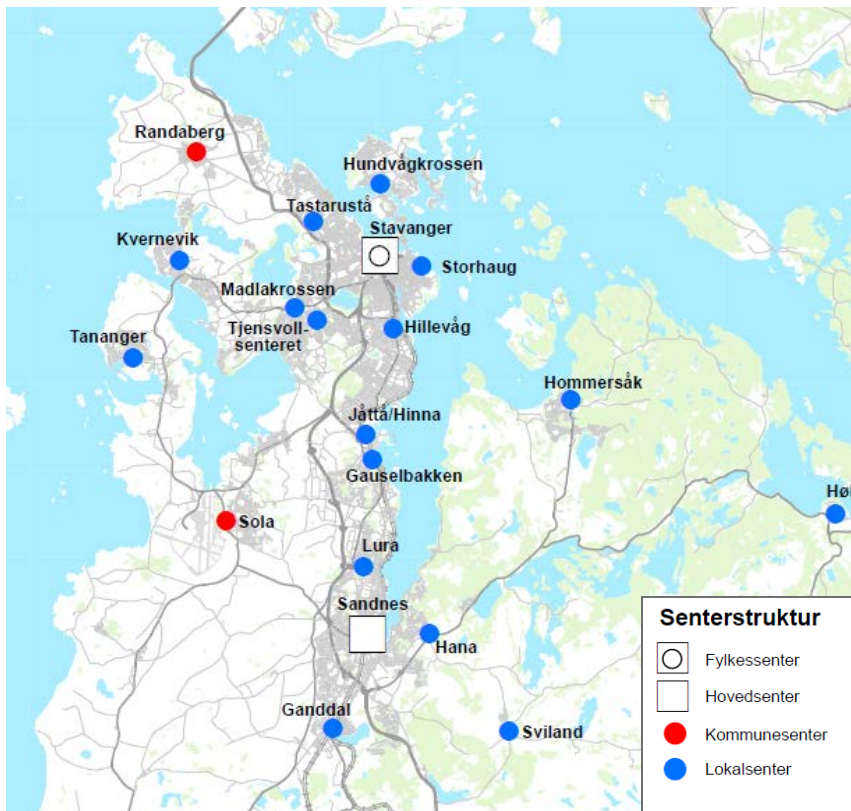 Randaberg
Hundvågkrossen
Tastarustå
Stavanger
Kvernevik
Storhaug
Madlakrossen
Tjensvoll-
senteret
Hillevåg
Tananger
Hommersåk
Jåttå/Hinna
Gauselbakken
Høl
Sola
Lura
Sandnes
Hana
Ganddal
Sviland
Senterstruktur
Fylkessenter
Hovedsenter
Kommunesenter
Lokalsenter